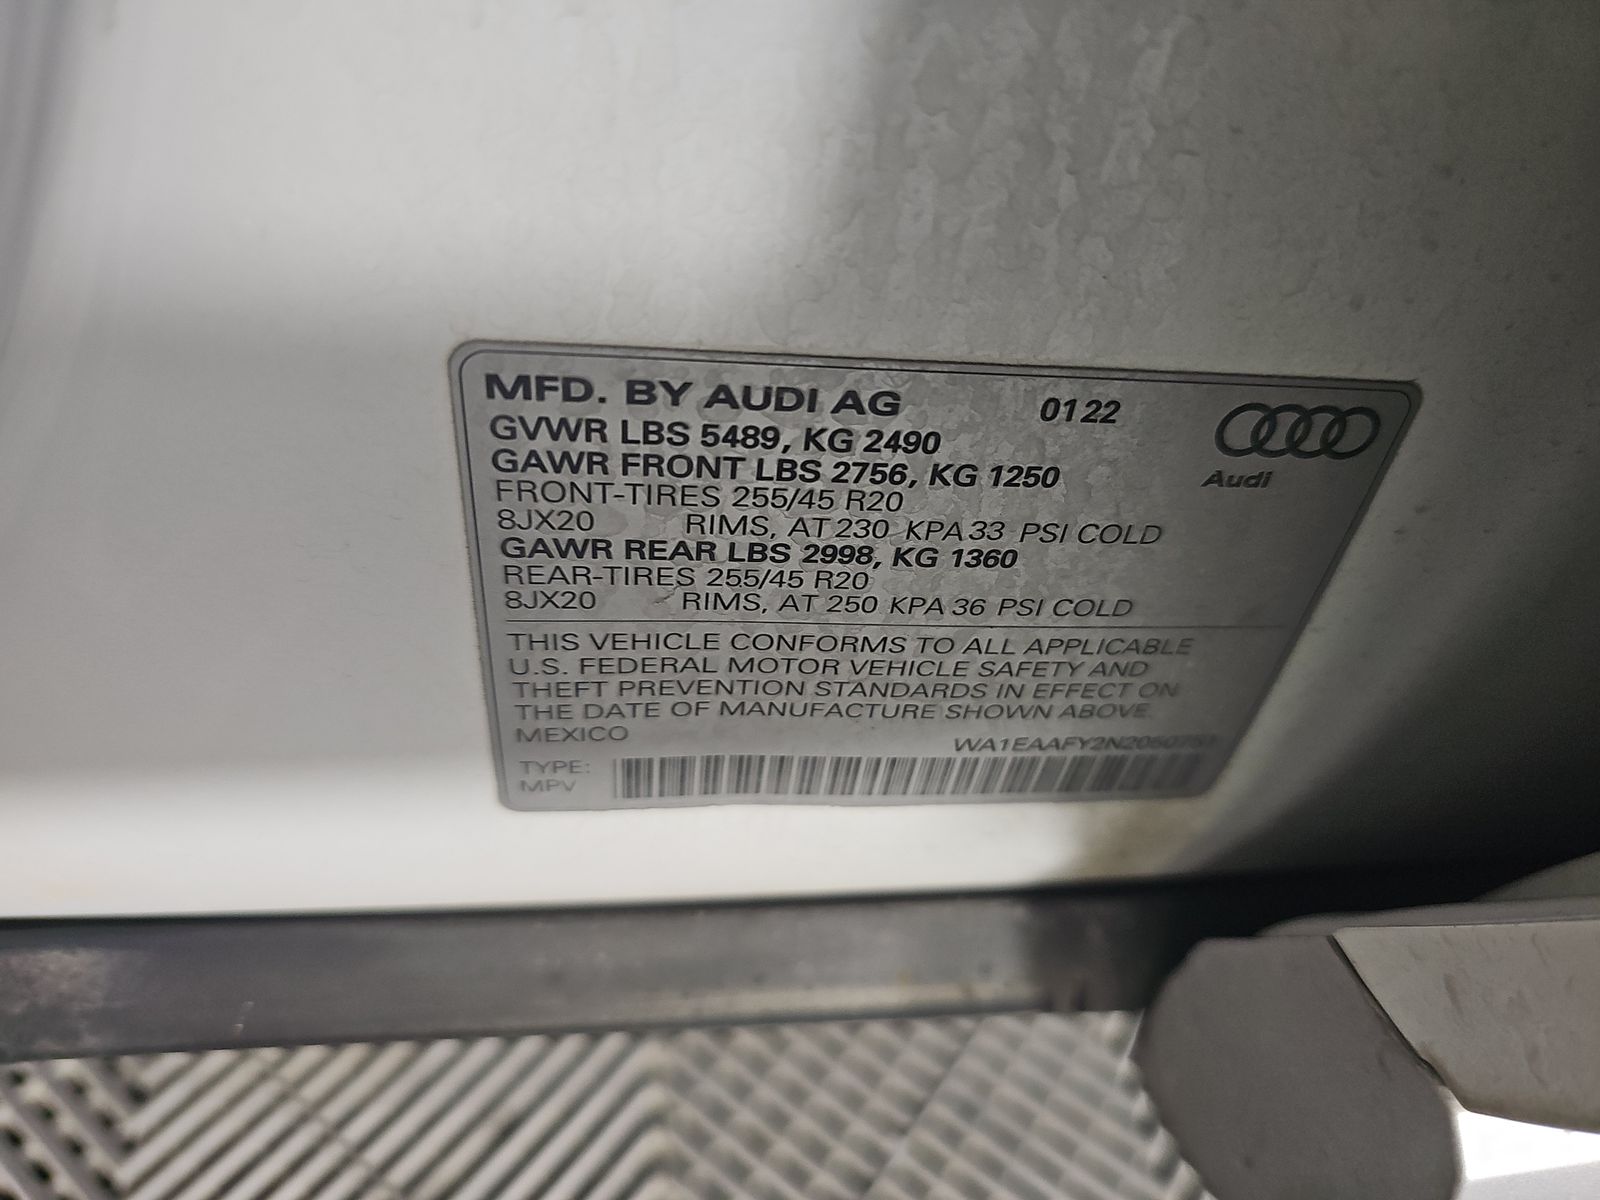 MFD. BY AUDI AG 0122
GVWR LBS 5489, KG 2490
GAWR FRONT LBS 2756, KG 1250
Audi
FRONT-TIRES 255/45 R20
8JX20 RIMS, AT 230 KPA 33 PSI COLD
GAWR REAR LBS 2998, KG 1360
REAR-TIRES 255/45 R20
8JX20 RIMS, AT 250 KPA 36 PSI COLD
THIS VEHICLE CONFORMS TO ALL APPLICABLE
U.S. FEDERAL MOTOR VEHICLE SAFETY AND
THEFT PREVENTION STANDARDS IN EFFECT ON
THE DATE OF MANUFACTURE SHOWN ABOVE.
MEXICO
TYPE:
MPV